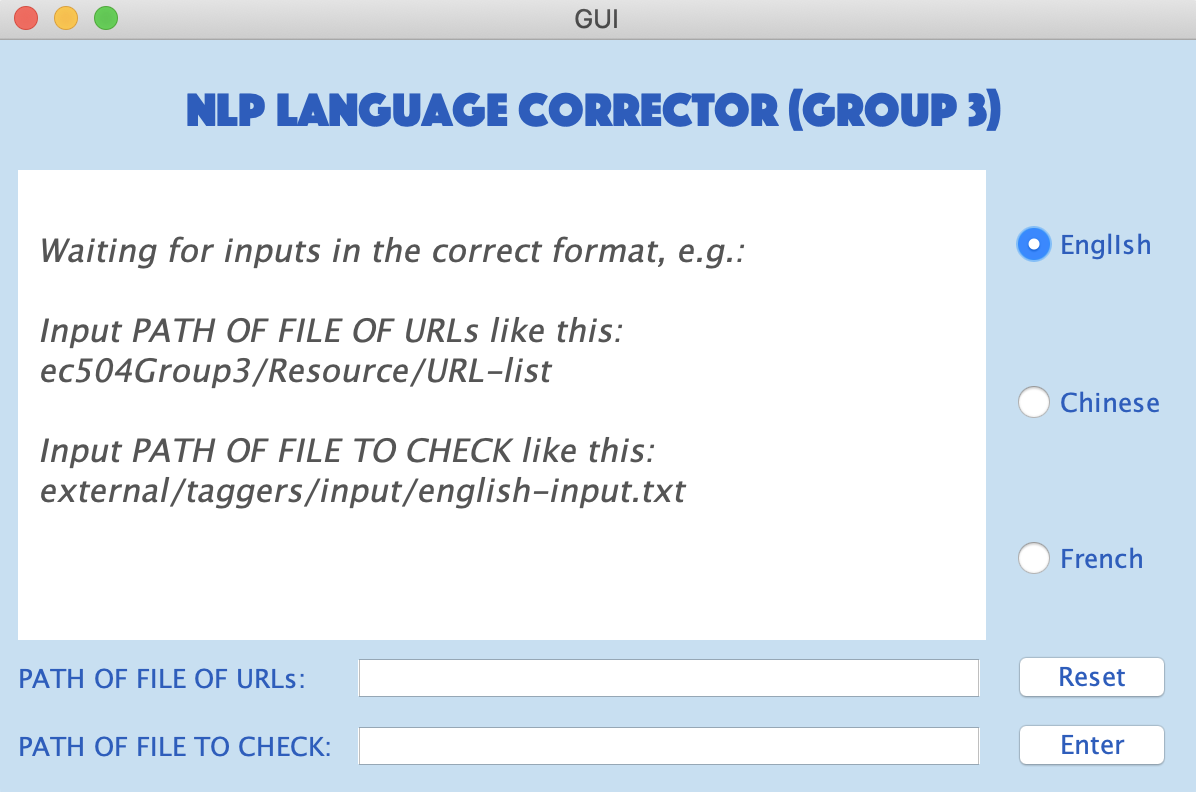 GUI
NLP LANGUAGE CORRECTOR (GROUP 3)
Waiting for inputs in the correct format, e.g.:
Input PATH OF FILE OF URLs like this:
ec504Group3/Resource/URL-list
Input PATH OF FILE TO CHECK like this:
external/taggers/input/english-input.txt
EnglIsh
Chinese
French
PATH OF FILE OF URLs:
Reset
PATH OF FILE TO CHECK:
Enter